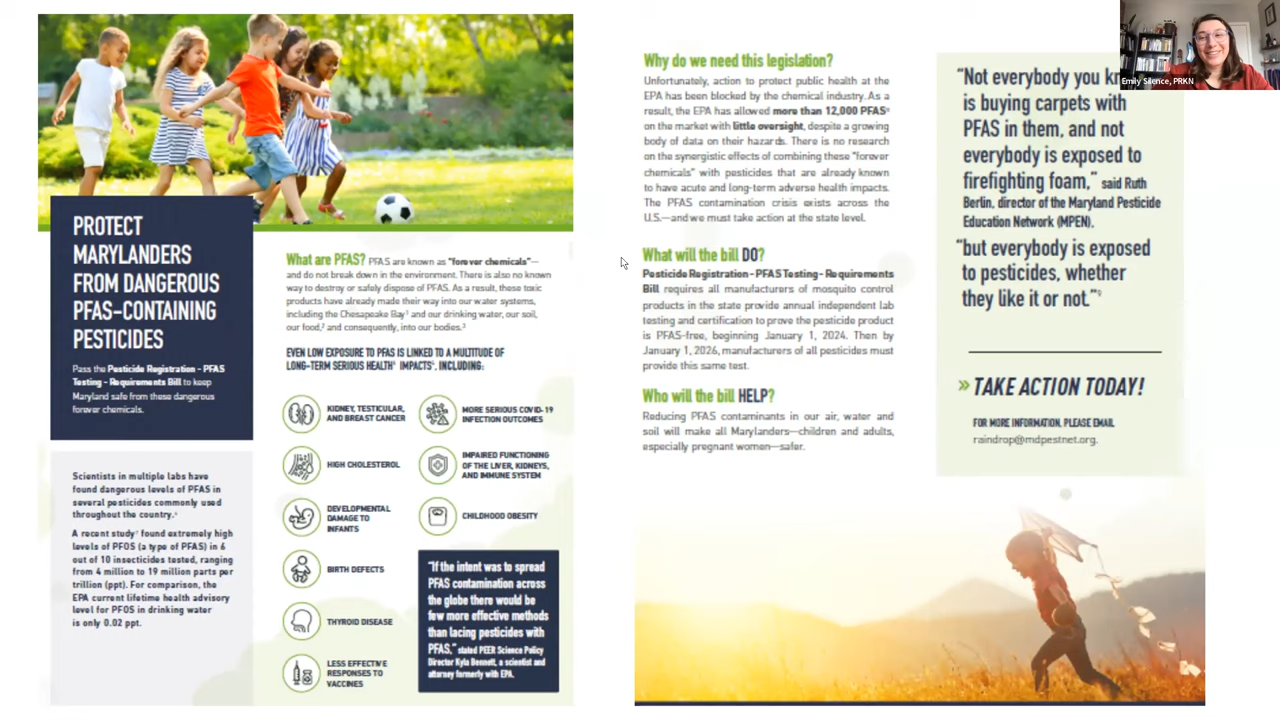 PROTECT
MARYLANDERS
FROM DANGEROUS
PFAS-CONTAINING
PESTICIDES
Pass the Pesticide Registration - PFAS
Testing - Requirements Bill to keep
Maryland safe from these dangerous
forever chemicals.
Scientists in multiple labs have
found dangerous levels of PFAS in
several pesticides commonly used
throughout the country.
A recent study found extremely high
levels of PFOS (a type of PFAS) in 6
out of 10 insecticides tested, ranging
from 4 million to 19 million parts per
trillion (ppt). For comparison, the
EPA current lifetime health advisory
level for PFOS in drinking water
is only 0.02 ppt.
What are PFAS? PFAS are known as "forever chemicals"—
and do not break down in the environment. There is also no known
way to destroy or safely dispose of PFAS. As a result, these toxic
products have already made their way into our water systems,
including the Chesapeake Bay¹ and our drinking water, our soil,
our food,² and consequently, into our bodies.³
EVEN LOW EXPOSURE TO PFAS IS LINKED TO A MULTITUDE OF
LONG-TERM SERIOUS HEALTH IMPACTS, INCLUDING:
KIDNEY, TESTICULAR,
AND BREAST CANCER
HIGH CHOLESTEROL
DEVELOPMENTAL
DAMAGE TO
INFANTS
BIRTH DEFECTS
THYROID DISEASE
LESS EFFECTIVE
RESPONSES TO
VACCINES
MORE SERIOUS COVID-19
INFECTION OUTCOMES
IMPAIRED FUNCTIONING
OF THE LIVER, KIDNEYS,
AND IMMUNE SYSTEM
CHILDHOOD OBESITY
"If the intent was to spread
PFAS contamination across
the globe there would be
few more effective methods
than lacing pesticides with
PFAS," stated PEER Science Policy
Director Kyla Bennett, a scientist and
attorney formerly with EPA.
Why do we need this legislation?
Unfortunately, action to protect public health at the
EPA has been blocked by the chemical industry. As a
result, the EPA has allowed more than 12,000 PFAS
on the market with little oversight, despite a growing
body of data on their hazards. There is no research
on the synergistic effects of combining these "forever
chemicals" with pesticides that are already known
to have acute and long-term adverse health impacts.
The PFAS contamination crisis exists across the
U.S.—and we must take action at the state level.
What will the bill DO?
Pesticide Registration - PFAS Testing - Requirements
Bill requires all manufacturers of mosquito control
products in the state provide annual independent lab
testing and certification to prove the pesticide product
is PFAS-free, beginning January 1, 2024. Then by
January 1, 2026, manufacturers of all pesticides must
provide this same test.
Who will the bill HELP?
Reducing PFAS contaminants in our air, water and
soil will make all Marylanders—children and adults,
especially pregnant women—safer.
"Not everybody you kn
is buying carpets with
PFAS in them, and not
everybody is exposed to
firefighting foam," said Ruth
Berlin, director of the Maryland Pesticide
Education Network (MPEN),
"but everybody is exposed
to pesticides, whether
they like it or not."
» TAKE ACTION TODAY!
FOR MORE INFORMATION, PLEASE EMAIL
raindrop@mdpestnet.org.
Emily Silence, PRKN